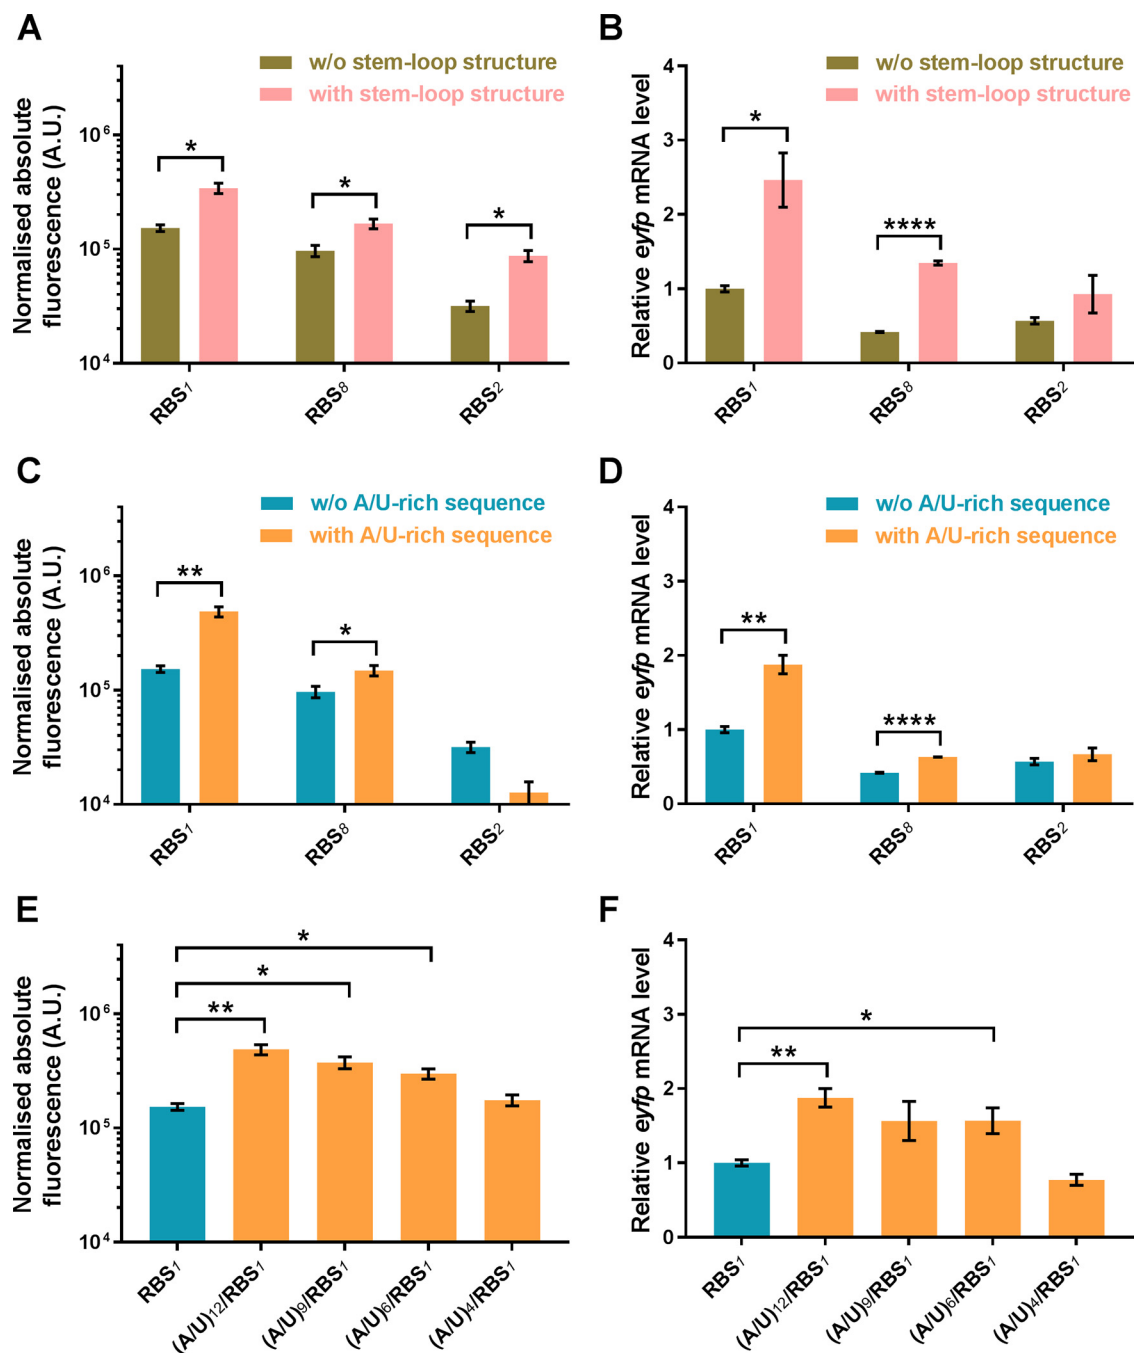 A
w/o stem-loop structure
with stem-loop structure
Normalised absolute
fluorescence (A.U.)
10⁶
10⁵
10⁴
*
*
*
RBS1
RBS8
RBS2
B
w/o stem-loop structure
with stem-loop structure
Relative eyfp mRNA level
4
3
2
1
0
*
****
RBS1
RBS8
RBS2
C
w/o A/U-rich sequence
with A/U-rich sequence
Normalised absolute
fluorescence (A.U.)
10⁶
10⁵
10⁴
**
*
RBS1
RBS8
RBS2
D
w/o A/U-rich sequence
with A/U-rich sequence
Relative eyfp mRNA level
4
3
2
1
0
**
****
RBS1
RBS8
RBS2
E
Normalised absolute
fluorescence (A.U.)
10⁶
10⁵
10⁴
*
*
**
RBS1
(A/U)12/RBS1
(A/U)9/RBS1
(A/U)6/RBS1
(A/U)4/RBS1
F
Relative eyfp mRNA level
4
3
2
1
0
*
**
RBS1
(A/U)12/RBS1
(A/U)9/RBS1
(A/U)6/RBS1
(A/U)4/RBS1